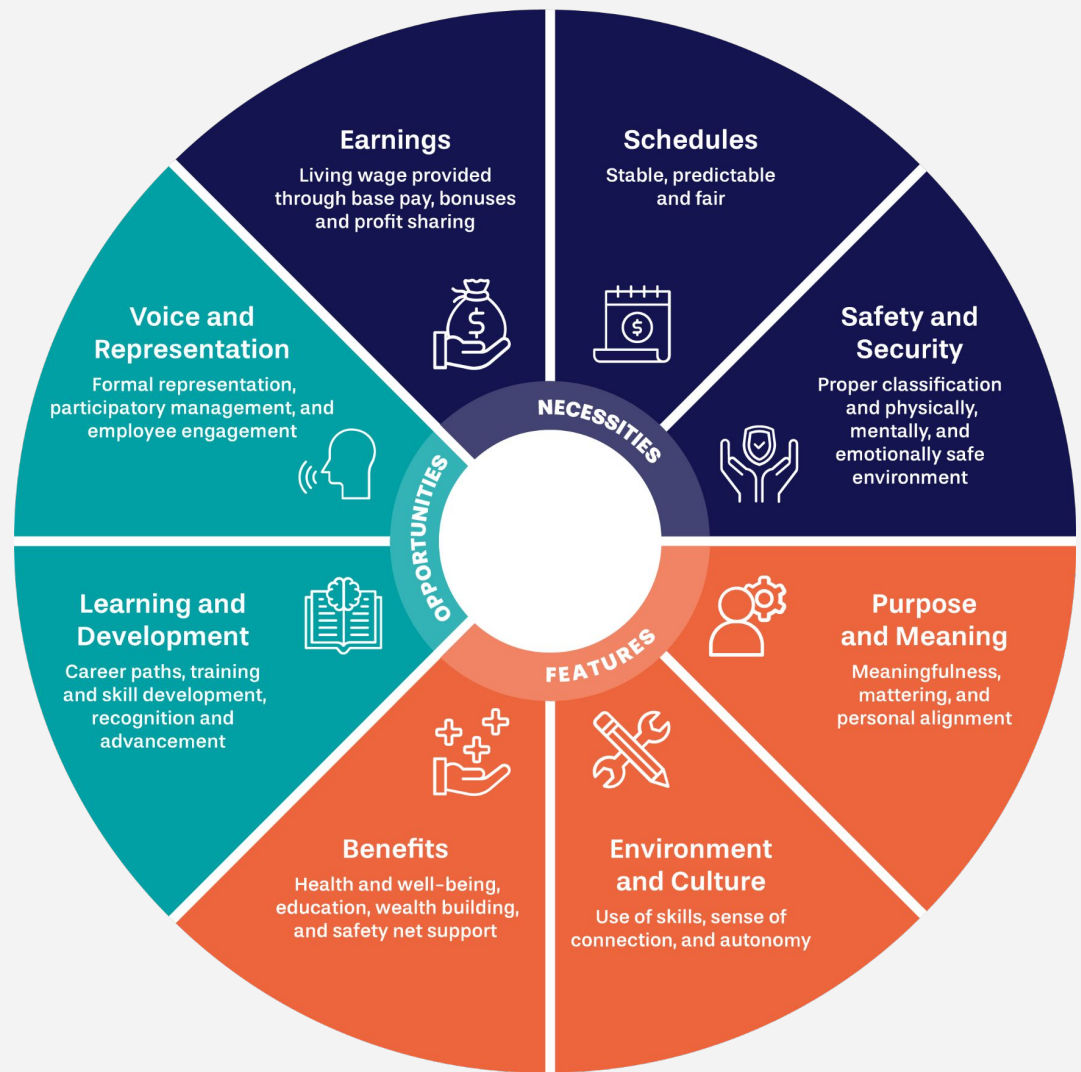 Earnings
Living wage provided
through base pay, bonuses
and profit sharing
$
Schedules
Stable, predictable
and fair
$
Safety and
Security
Proper classification
and physically,
mentally, and
emotionally safe
environment
Purpose
and Meaning
Meaningfulness,
mattering, and
personal alignment
Environment
and Culture
Use of skills, sense of
connection, and autonomy
Benefits
Health and well-being,
education, wealth building,
and safety net support
Learning and
Development
Career paths, training
and skill development,
recognition and
advancement
Voice and
Representation
Formal representation,
participatory management, and
employee engagement
NECESSITIES
FEATURES
OPPORTUNITIES